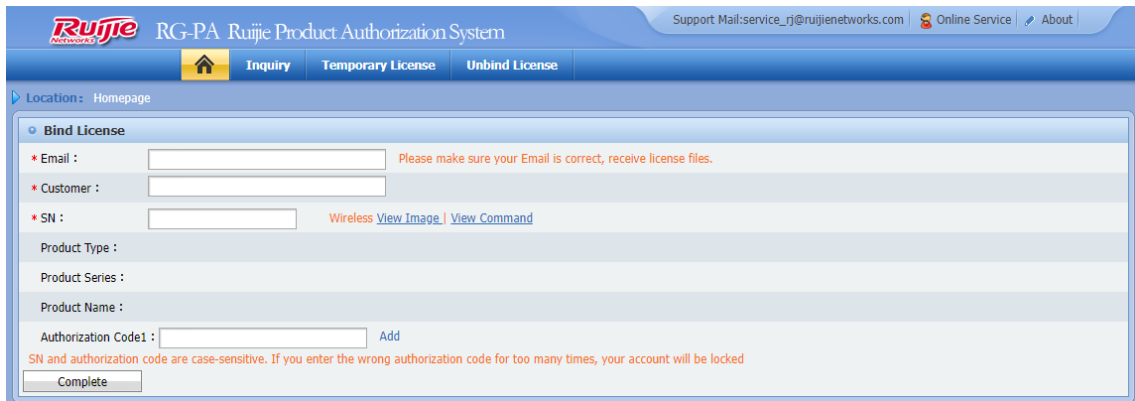 Support Mail:service_rj@ruijienetworks.com Online Service About
Ruijie Networks RG-PA Ruijie Product Authorization System
Inquiry Temporary License Unbind License
Location: Homepage
Bind License
* Email: Please make sure your Email is correct, receive license files.
* Customer:
* SN: Wireless View Image | View Command
Product Type:
Product Series:
Product Name:
Authorization Code1: Add
SN and authorization code are case-sensitive. If you enter the wrong authorization code for too many times, your account will be locked
Complete